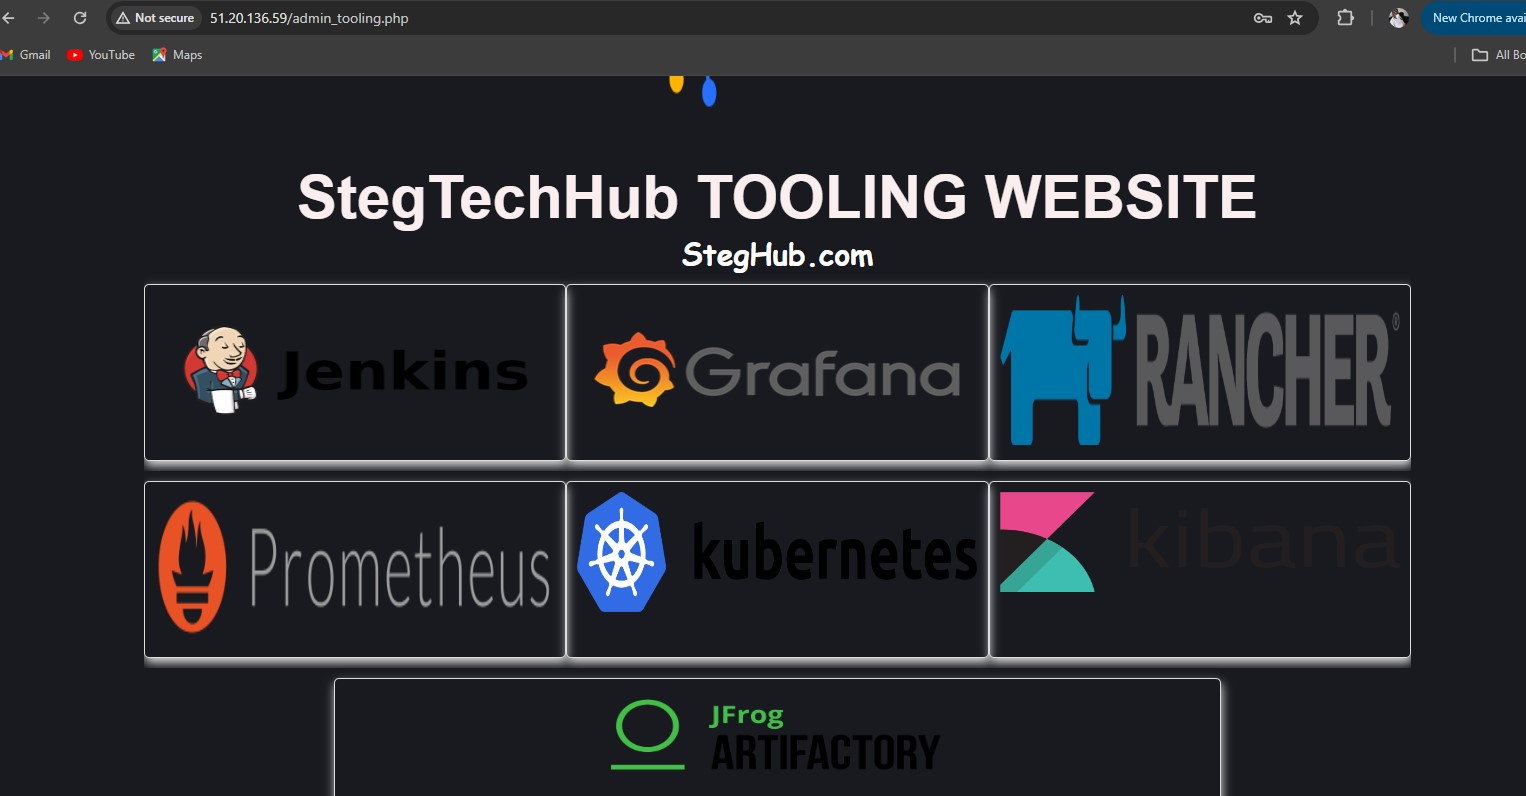 Not secure 51.20.136.59/admin_tooling.php
New Chrome avai
Gmail YouTube Maps
All Bo
StegTechHub TOOLING WEBSITE
StegHub.com
Jenkins Grafana RANCHER®
Prometheus kubernetes kibana
JFrog
ARTIFACTORY